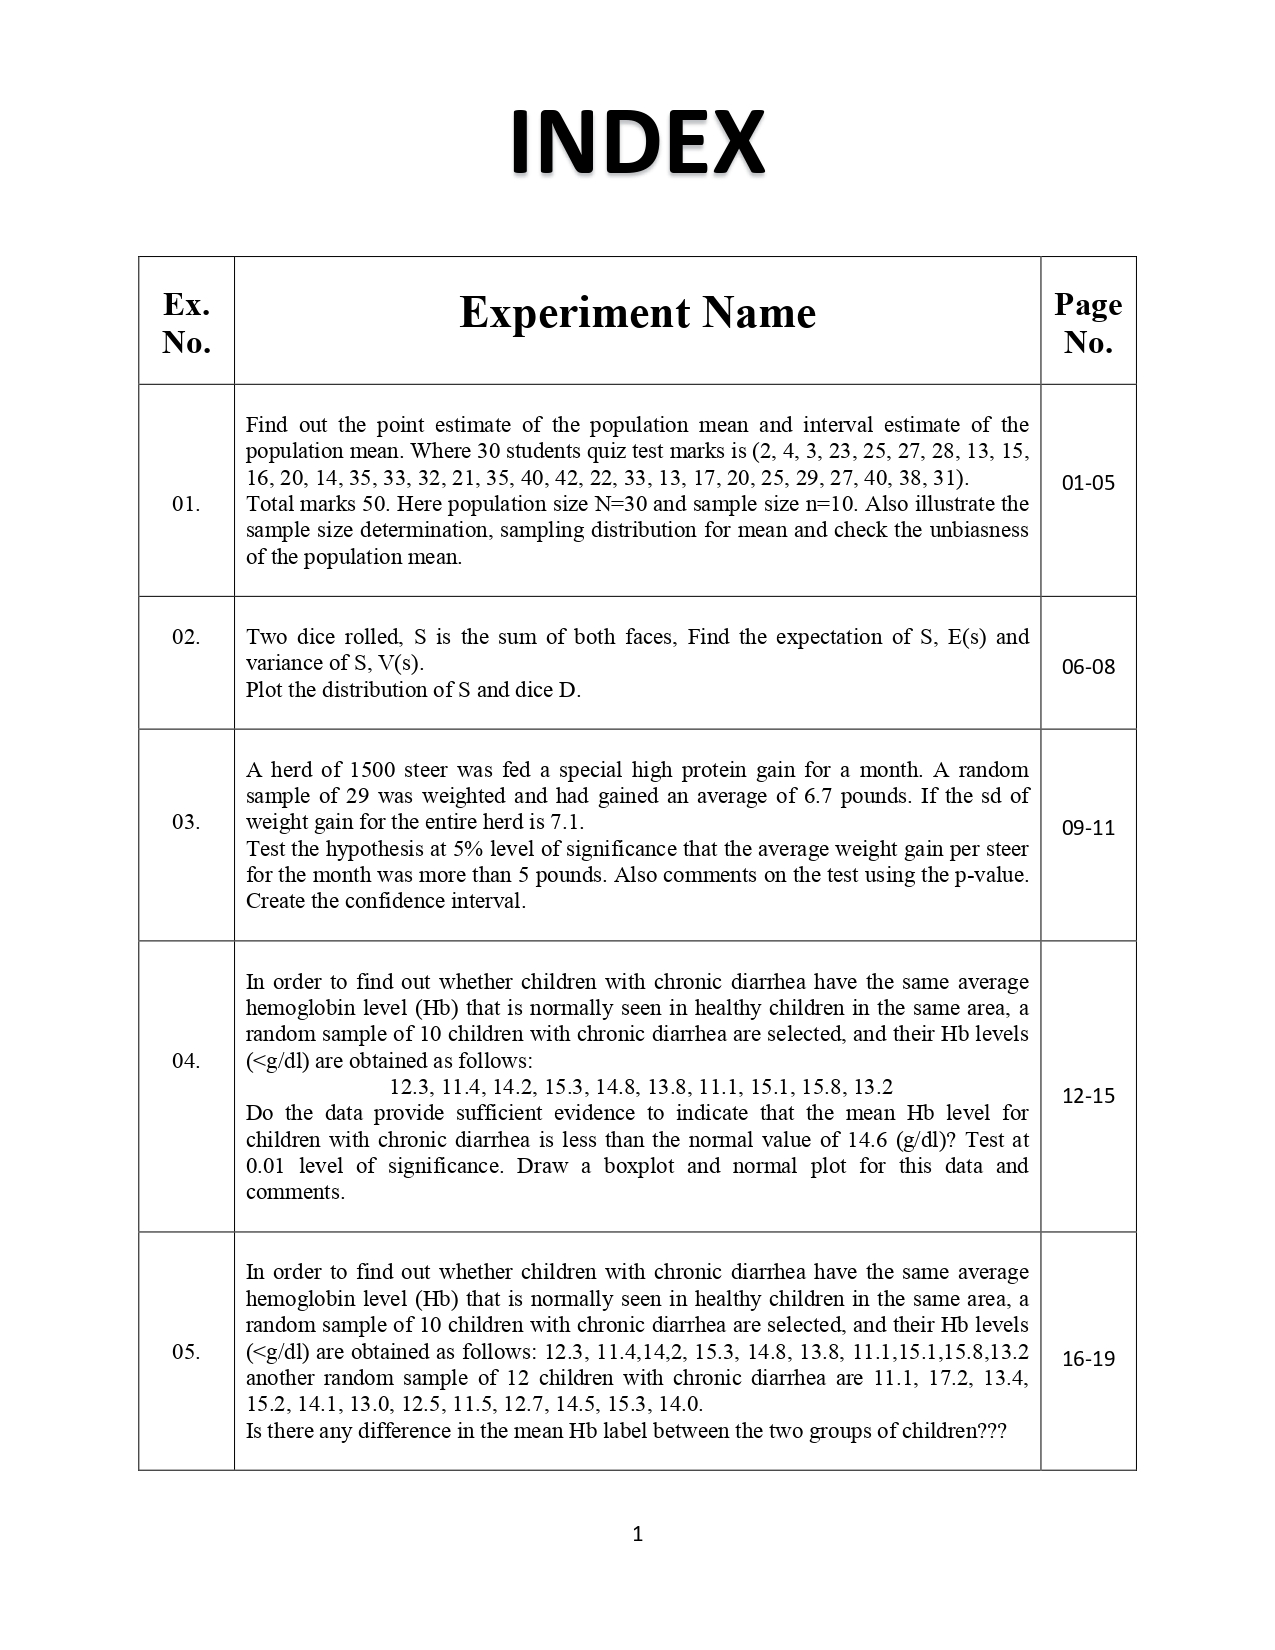 INDEX
Ex.
No.
Experiment Name
Page
No.
01.
Find out the point estimate of the population mean and interval estimate of the
population mean. Where 30 students quiz test marks is (2, 4, 3, 23, 25, 27, 28, 13, 15,
16, 20, 14, 35, 33, 32, 21, 35, 40, 42, 22, 33, 13, 17, 20, 25, 29, 27, 40, 38, 31).
Total marks 50. Here population size N=30 and sample size n=10. Also illustrate the
sample size determination, sampling distribution for mean and check the unbiasness
of the population mean.
01-05
02.
Two dice rolled, S is the sum of both faces, Find the expectation of S, E(s) and
variance of S, V(s).
Plot the distribution of S and dice D.
06-08
03.
A herd of 1500 steer was fed a special high protein gain for a month. A random
sample of 29 was weighted and had gained an average of 6.7 pounds. If the sd of
weight gain for the entire herd is 7.1.
Test the hypothesis at 5% level of significance that the average weight gain per steer
for the month was more than 5 pounds. Also comments on the test using the p-value.
Create the confidence interval.
09-11
04.
In order to find out whether children with chronic diarrhea have the same average
hemoglobin level (Hb) that is normally seen in healthy children in the same area, a
random sample of 10 children with chronic diarrhea are selected, and their Hb levels
(<g/dl) are obtained as follows:
12.3, 11.4, 14.2, 15.3, 14.8, 13.8, 11.1, 15.1, 15.8, 13.2
Do the data provide sufficient evidence to indicate that the mean Hb level for
children with chronic diarrhea is less than the normal value of 14.6 (g/dl)? Test at
0.01 level of significance. Draw a boxplot and normal plot for this data and
comments.
12-15
05.
In order to find out whether children with chronic diarrhea have the same average
hemoglobin level (Hb) that is normally seen in healthy children in the same area, a
random sample of 10 children with chronic diarrhea are selected, and their Hb levels
(<g/dl) are obtained as follows: 12.3, 11.4,14,2, 15.3, 14.8, 13.8, 11.1,15.1,15.8,13.2
another random sample of 12 children with chronic diarrhea are 11.1, 17.2, 13.4,
15.2, 14.1, 13.0, 12.5, 11.5, 12.7, 14.5, 15.3, 14.0.
Is there any difference in the mean Hb label between the two groups of children???
16-19
1